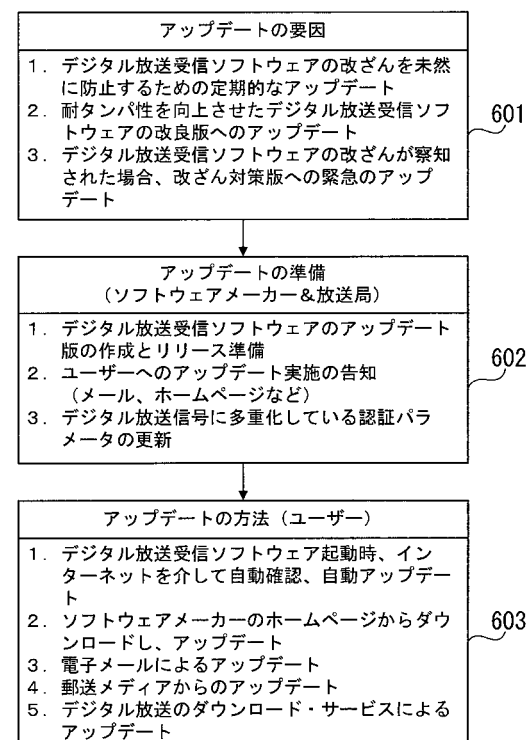 アップデートの要因
1. デジタル放送受信ソフトウェアの改ざんを未然
に防止するための定期的なアップデート
2. 耐タンパ性を向上させたデジタル放送受信ソフ
トウェアの改良版へのアップデート
3. デジタル放送受信ソフトウェアの改ざんが察知
された場合、改ざん対策版への緊急のアップ
デート
601
アップデートの準備
(ソフトウェアメーカー&放送局)
1. デジタル放送受信ソフトウェアのアップデート
版の作成とリリース準備
2. ユーザーへのアップデート実施の告知
(メール、ホームページなど)
3. デジタル放送信号に多重化している認証パラ
メータの更新
602
アップデートの方法(ユーザー)
1. デジタル放送受信ソフトウェア起動時、イン
ターネットを介して自動確認、自動アップデー
ト
2. ソフトウェアメーカーのホームページからダウ
ンロードし、アップデート
3. 電子メールによるアップデート
4. 郵送メディアからのアップデート
5. デジタル放送のダウンロード・サービスによる
アップデート
603